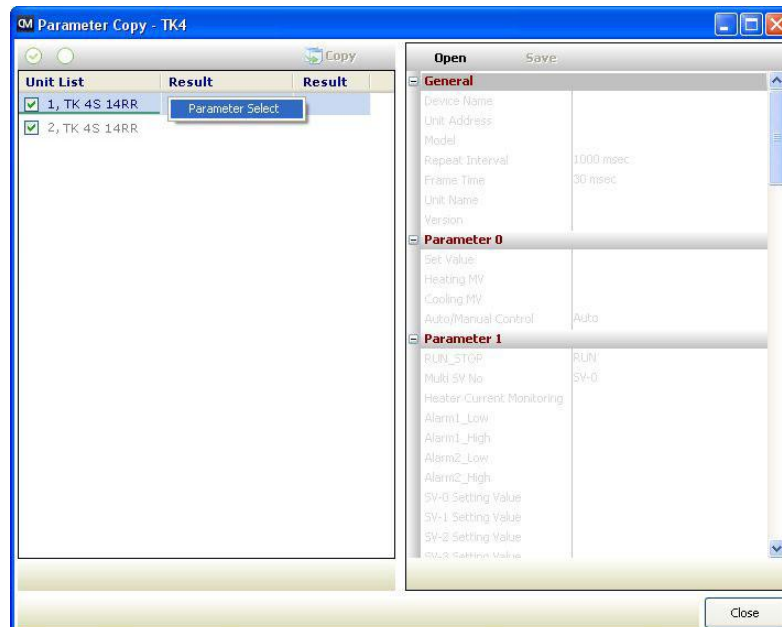 Parameter Copy - TK4
Copy
Unit List Result Result
1, TK 4S 14RR
Parameter Select
2, TK 4S 14RR
Open Save
General
Device Name
Unit Address
Model
Repeat Interval 1000 msec
Frame Time 30 msec
Unit Name
Version
Parameter 0
Set Value
Heating MV
Cooling MV
Auto/Manual Control Auto
Parameter 1
RUN_STOP RUN
Multi SV No SV-0
Heater Current Monitoring
Alarm1_Low
Alarm1_High
Alarm2_Low
Alarm2_High
SV-0 Setting Value
SV-1 Setting Value
SV-2 Setting Value
SV-3 Setting Value
Close